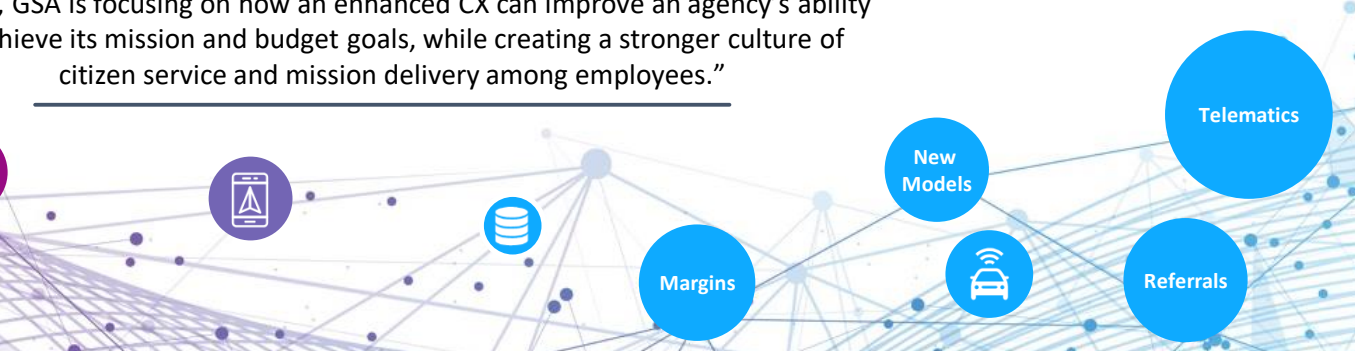 , GSA is focusing on how an enhanced CX can improve an agency's ability
hieve its mission and budget goals, while creating a stronger culture of
citizen service and mission delivery among employees.”
Telematics
New
Models
Margins
Referrals